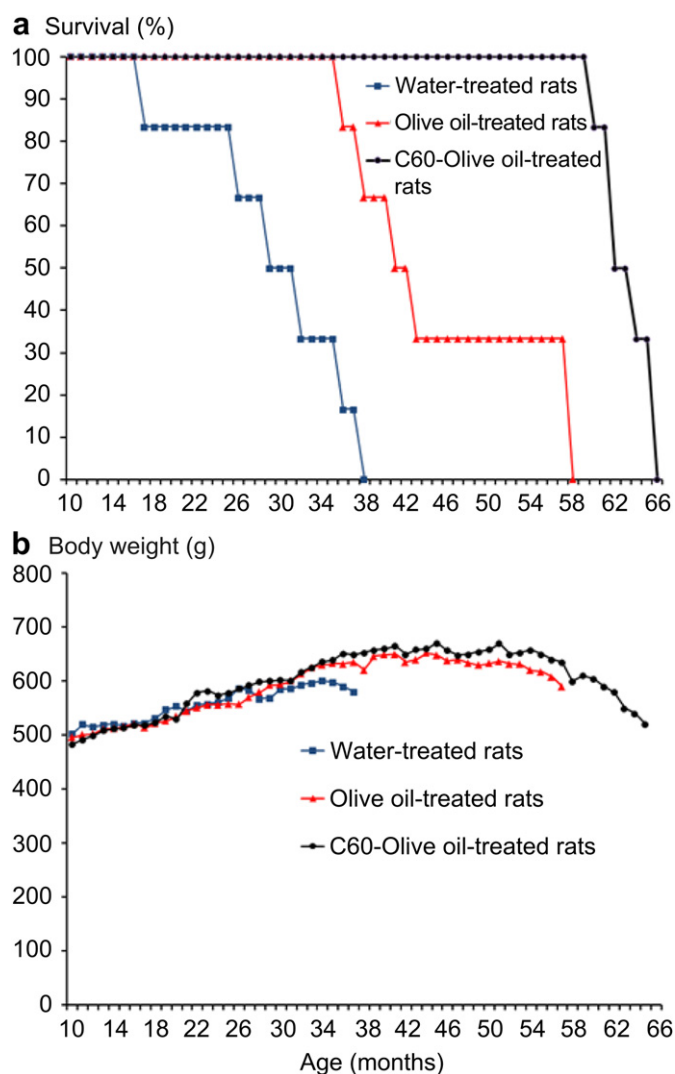 a Survival (%)
100
90
80
70
60
50
40
30
20
10
0
Water-treated rats
Olive oil-treated rats
C60-Olive oil-treated
rats
10 14 18 22 26 30 34 38 42 46 50 54 58 62 66
b Body weight (g)
800
700
600
500
400
300
200
100
0
Water-treated rats
Olive oil-treated rats
C60-Olive oil-treated rats
10 14 18 22 26 30 34 38 42 46 50 54 58 62 66
Age (months)